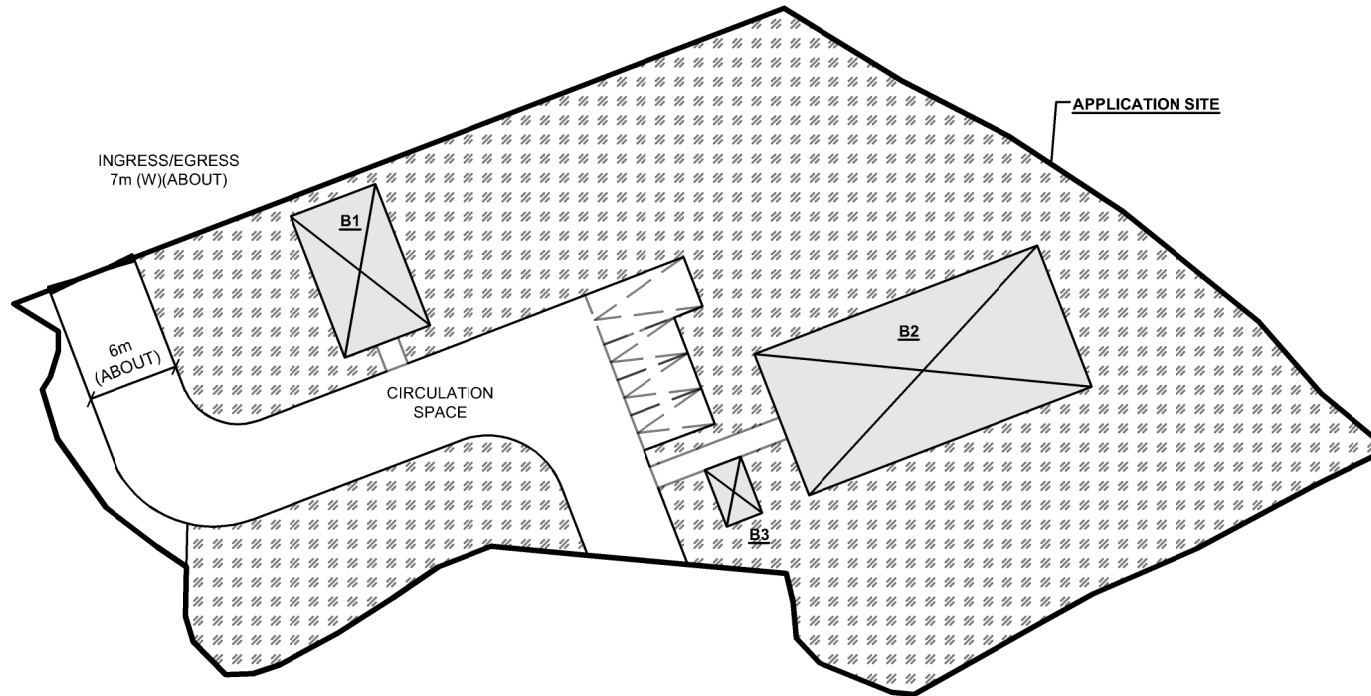 APPLICATION SITE
INGRESS/EGRESS
7m (W)(ABOUT)
B1
B2
6m
(ABOUT)
CIRCULATION
SPACE
B3